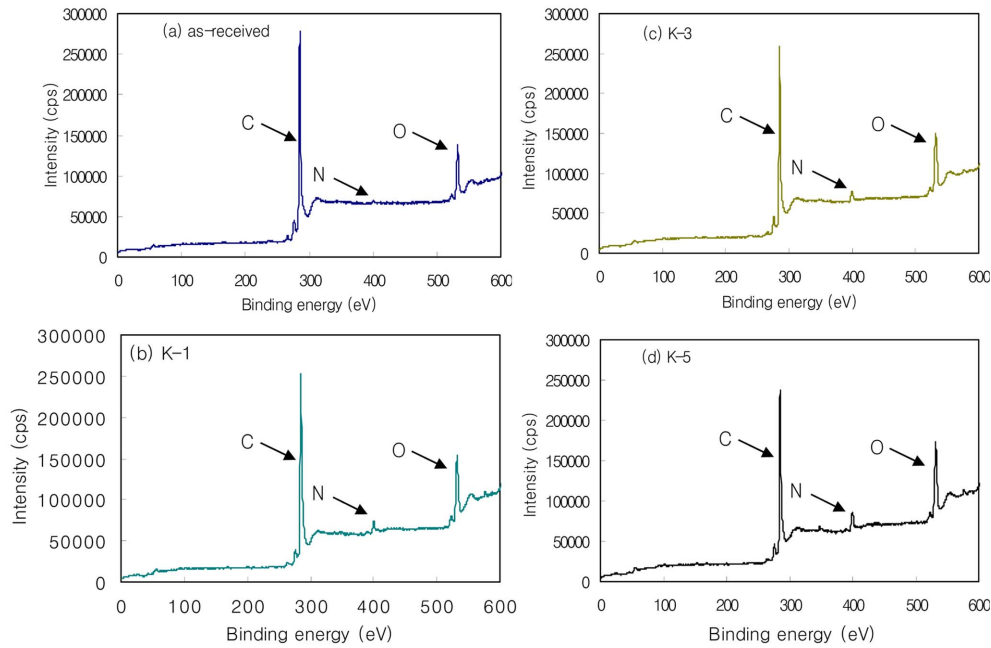 (a) as-received
Intensity (cps)
300000
250000
200000
150000
100000
50000
0
C
N
O
0 100 200 300 400 500 600
Binding energy (eV)
(c) K-3
Intensity (cps)
300000
250000
200000
150000
100000
50000
0
C
N
O
0 100 200 300 400 500 600
Binding energy (eV)
(b) K-1
Intensity (cps)
300000
250000
200000
150000
100000
50000
0
C
N
O
0 100 200 300 400 500 600
Binding energy (eV)
(d) K-5
Intensity (cps)
300000
250000
200000
150000
100000
50000
0
C
N
O
0 100 200 300 400 500 600
Binding energy (eV)